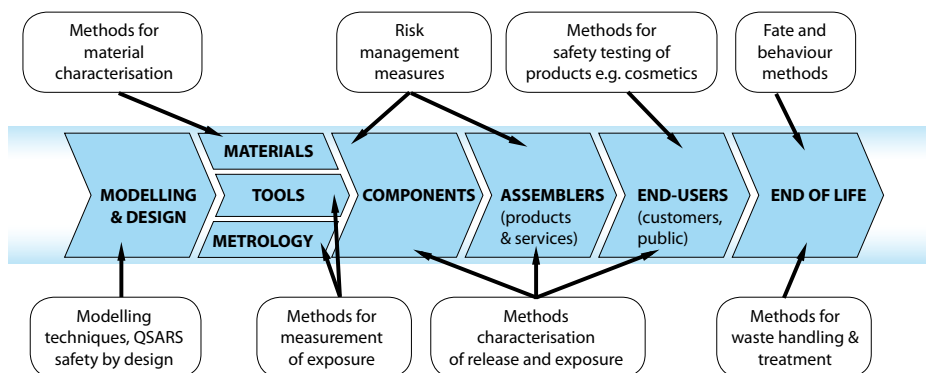 Methods for
material
characterisation
Risk
management
measures
Methods for
safety testing of
products e.g. cosmetics
Fate and
behaviour
methods
MODELLING
& DESIGN
MATERIALS
TOOLS
METROLOGY
COMPONENTS
ASSEMBLERS
(products
& services)
END-USERS
(customers,
public)
END OF LIFE
Modelling
techniques, QSARS
safety by design
Methods for
measurement
of exposure
Methods
characterisation
of release and exposure
Methods for
waste handling &
treatment